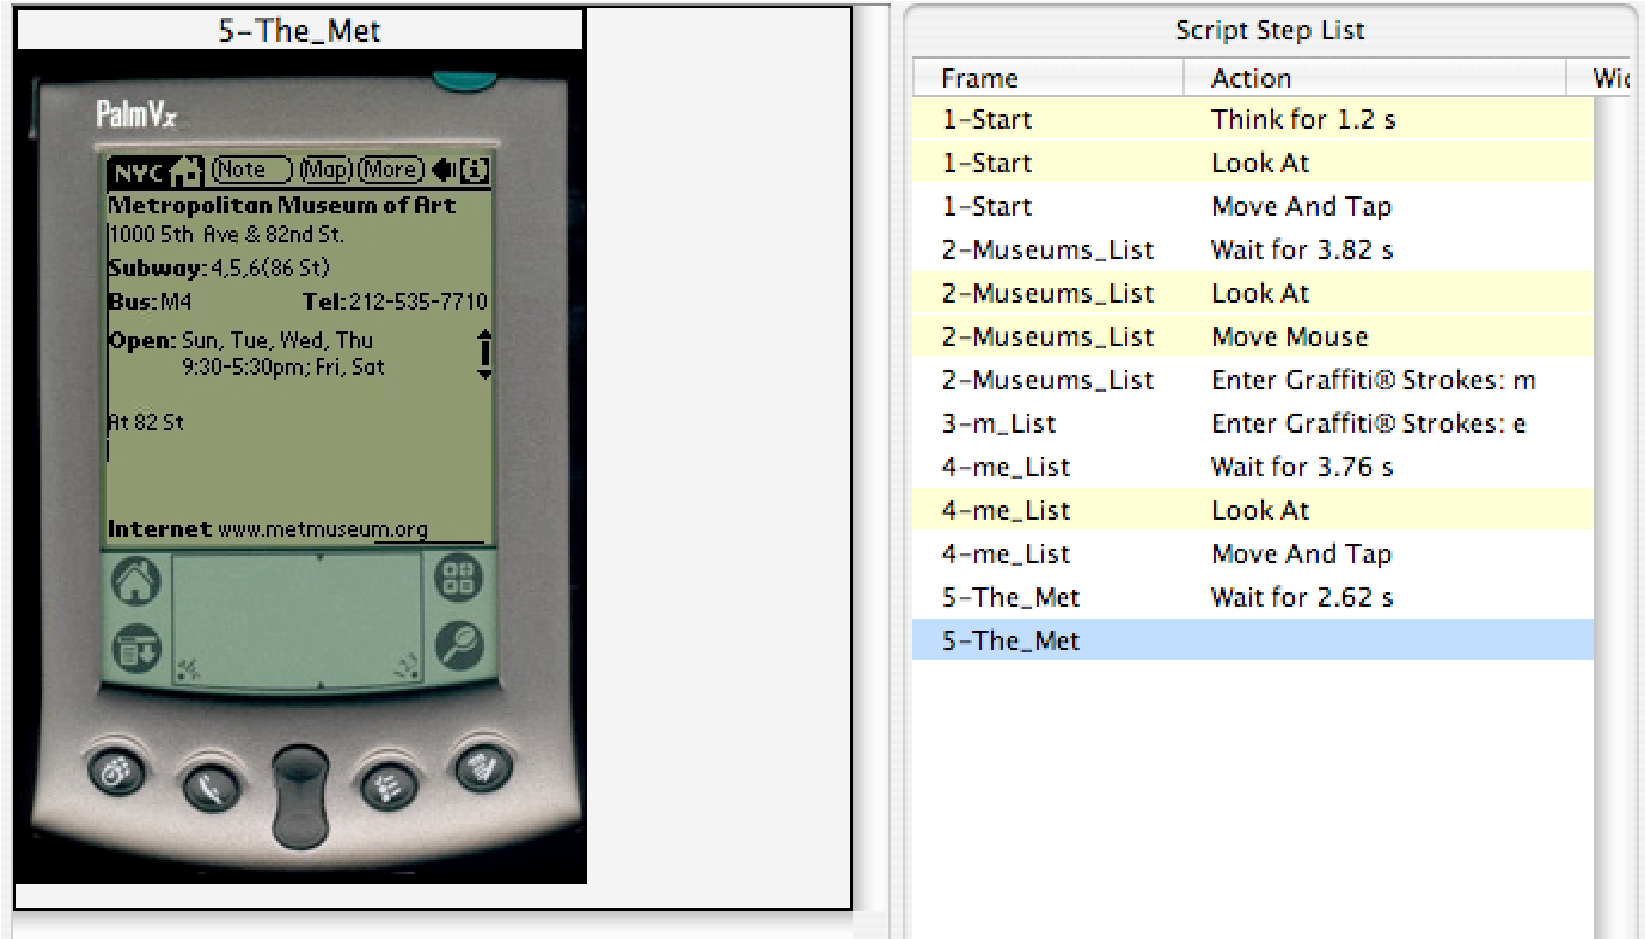 5-The_Met
PalmVx
NYC Note Map More i
Metropolitan Museum of Art
1000 5th Ave & 82nd St.
Subway: 4,5,6(86 St)
Bus: M4 Tel: 212-535-7710
Open: Sun, Tue, Wed, Thu
9:30-5:30pm; Fri, Sat
At 82 St
Internet www.metmuseum.org
Script Step List
Frame Action
1-Start Think for 1.2 s
1-Start Look At
1-Start Move And Tap
2-Museums_List Wait for 3.82 s
2-Museums_List Look At
2-Museums_List Move Mouse
2-Museums_List Enter Graffiti® Strokes: m
3-m_List Enter Graffiti® Strokes: e
4-me_List Wait for 3.76 s
4-me_List Look At
4-me_List Move And Tap
5-The_Met Wait for 2.62 s
5-The_Met